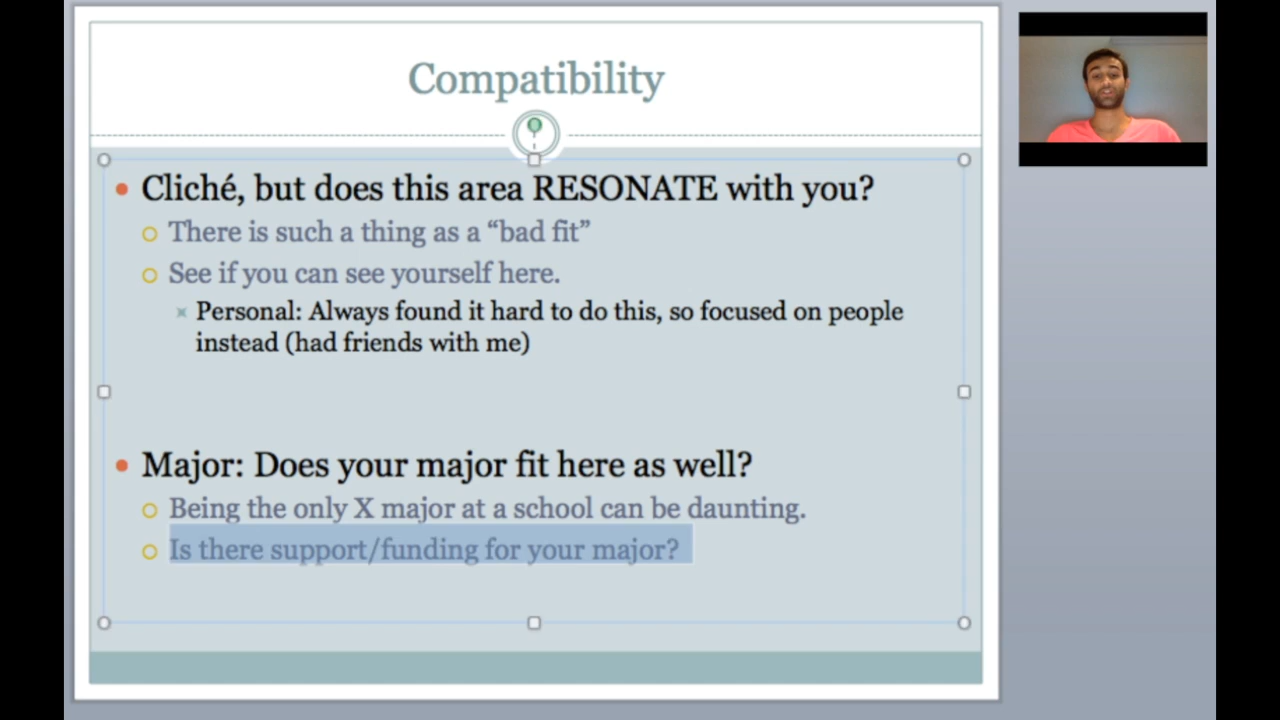 Compatibility
Cliché, but does this area RESONATE with you?
There is such a thing as a “bad fit”
See if you can see yourself here.
Personal: Always found it hard to do this, so focused on people
instead (had friends with me)
Major: Does your major fit here as well?
Being the only X major at a school can be daunting.
Is there support/funding for your major?